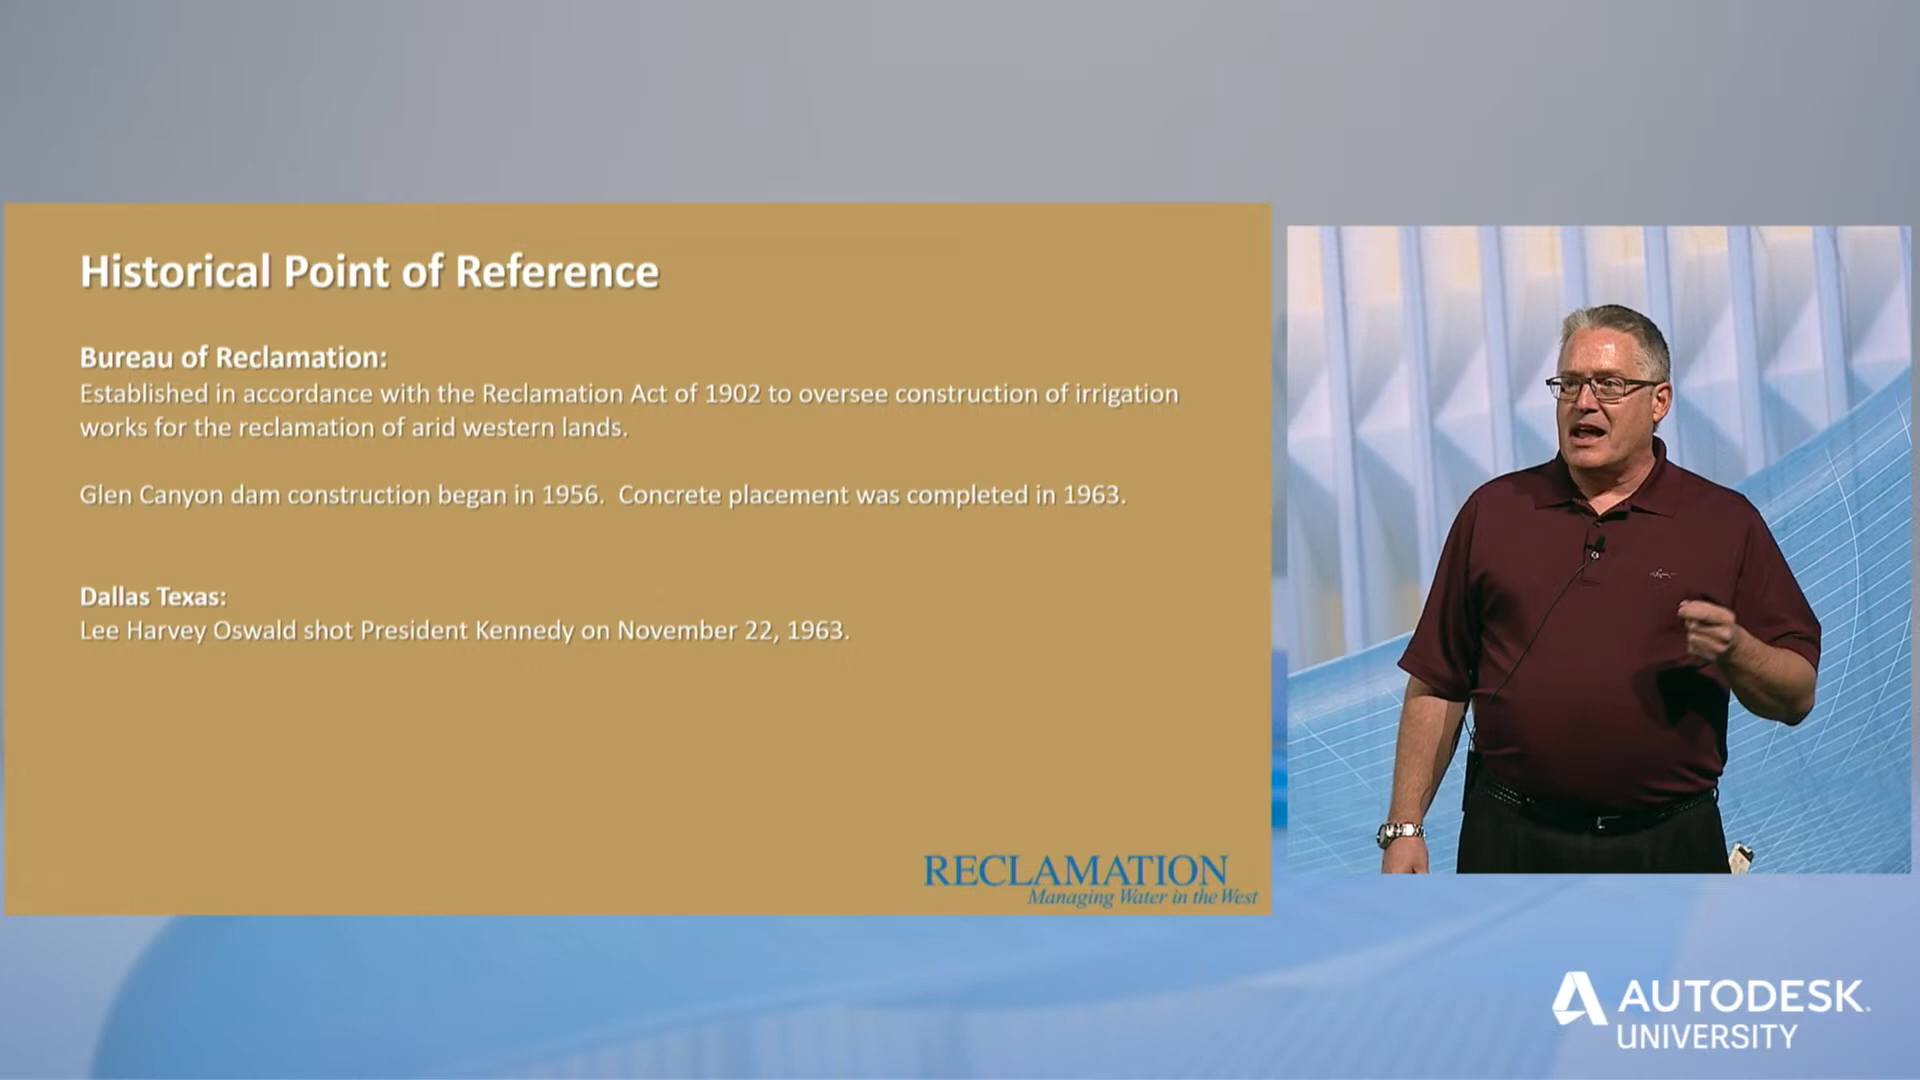 Historical Point of Reference
Bureau of Reclamation:
Established in accordance with the Reclamation Act of 1902 to oversee construction of irrigation
works for the reclamation of arid western lands.
Glen Canyon dam construction began in 1956.  Concrete placement was completed in 1963.
Dallas Texas:
Lee Harvey Oswald shot President Kennedy on November 22, 1963.
RECLAMATION
Managing Water in the West
AUTODESK
UNIVERSITY